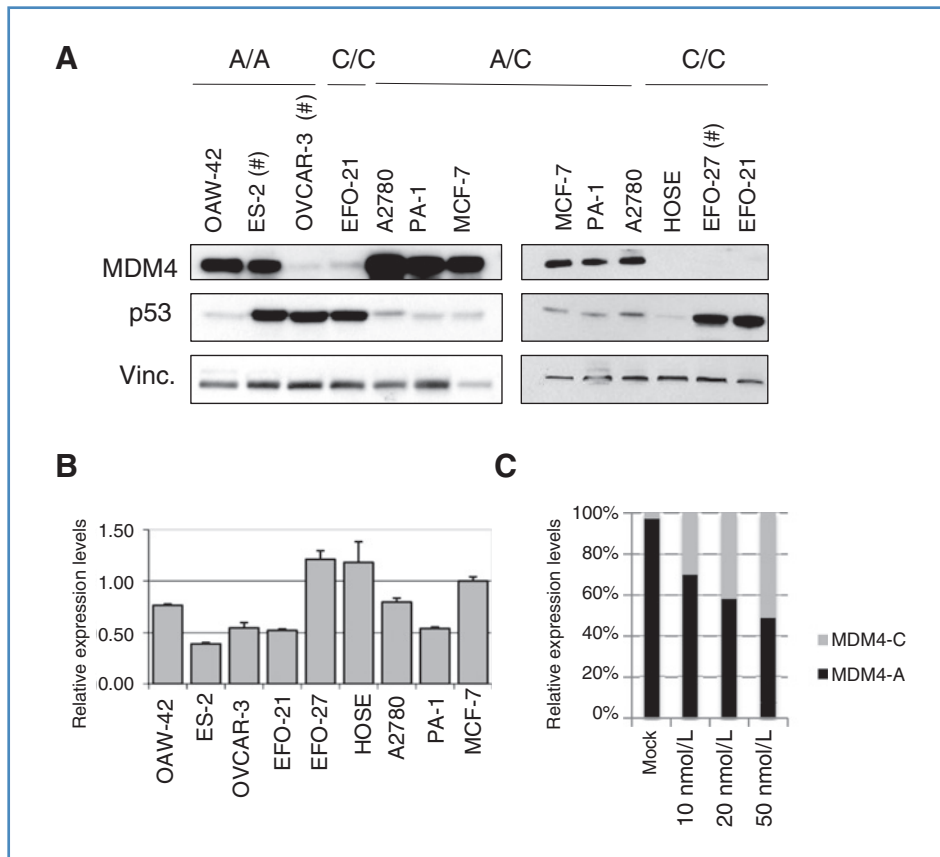 A
A/A C/C A/C C/C
OAW-42 ES-2 (#) OVCAR-3 (#) EFO-21 A2780 PA-1 MCF-7 MCF-7 PA-1 A2780 HOSE EFO-27 (#) EFO-21
MDM4
p53
Vinc.
B
Relative expression levels
1.50
1.00
0.50
0.00
OAW-42 ES-2 OVCAR-3 EFO-21 EFO-27 HOSE A2780 PA-1 MCF-7
C
Relative expression levels
100%
80%
60%
40%
20%
0%
Mock 10 nmol/L 20 nmol/L 50 nmol/L
MDM4-C
MDM4-A